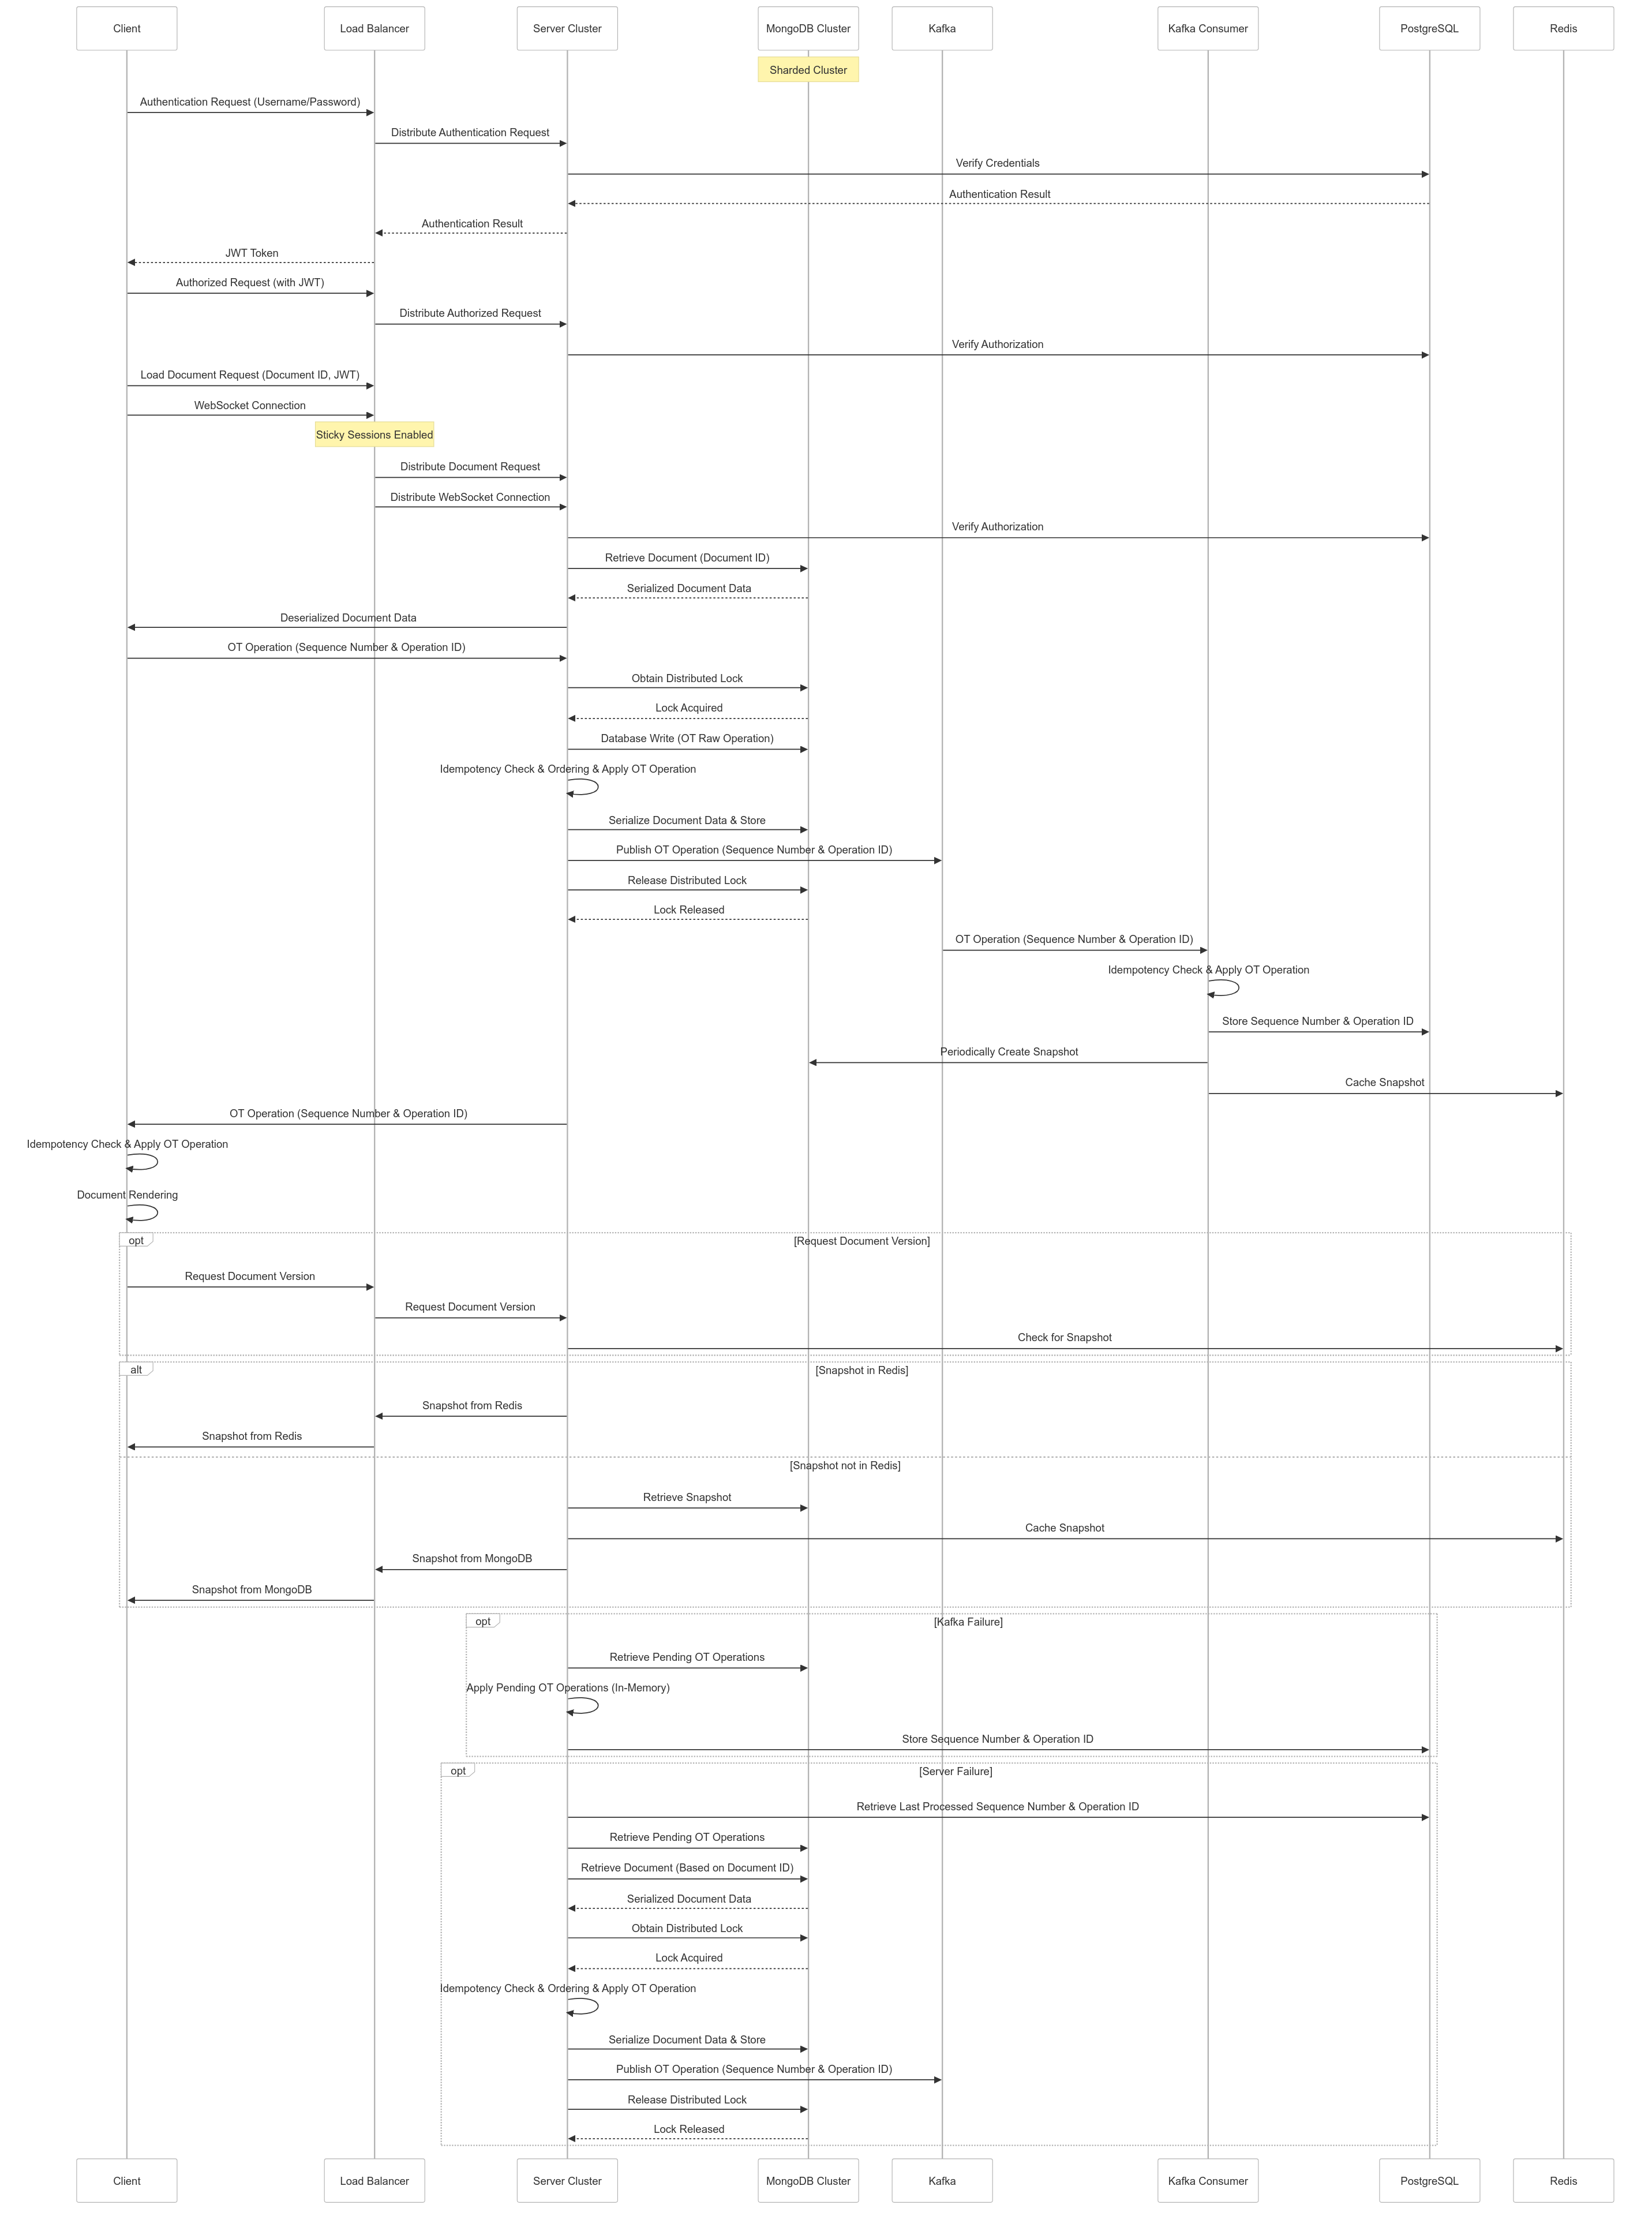 Client
Load Balancer
Server Cluster
MongoDB Cluster
Kafka
Kafka Consumer
PostgreSQL
Redis
Sharded Cluster
Authentication Request (Username/Password)
Distribute Authentication Request
Verify Credentials
Authentication Result
Authentication Result
JWT Token
Authorized Request (with JWT)
Distribute Authorized Request
Verify Authorization
Load Document Request (Document ID, JWT)
WebSocket Connection
Sticky Sessions Enabled
Distribute Document Request
Distribute WebSocket Connection
Verify Authorization
Retrieve Document (Document ID)
Serialized Document Data
Deserialized Document Data
OT Operation (Sequence Number & Operation ID)
Obtain Distributed Lock
Lock Acquired
Database Write (OT Raw Operation)
Idempotency Check & Ordering & Apply OT Operation
Serialize Document Data & Store
Publish OT Operation (Sequence Number & Operation ID)
Release Distributed Lock
Lock Released
OT Operation (Sequence Number & Operation ID)
Idempotency Check & Apply OT Operation
Store Sequence Number & Operation ID
Periodically Create Snapshot
Cache Snapshot
OT Operation (Sequence Number & Operation ID)
Idempotency Check & Apply OT Operation
Document Rendering
opt
[Request Document Version]
Request Document Version
Request Document Version
Check for Snapshot
alt
[Snapshot in Redis]
Snapshot from Redis
Snapshot from Redis
[Snapshot not in Redis]
Retrieve Snapshot
Cache Snapshot
Snapshot from MongoDB
Snapshot from MongoDB
opt
[Kafka Failure]
Retrieve Pending OT Operations
Apply Pending OT Operations (In-Memory)
Store Sequence Number & Operation ID
opt
[Server Failure]
Retrieve Last Processed Sequence Number & Operation ID
Retrieve Pending OT Operations
Retrieve Document (Based on Document ID)
Serialized Document Data
Obtain Distributed Lock
Lock Acquired
Idempotency Check & Ordering & Apply OT Operation
Serialize Document Data & Store
Publish OT Operation (Sequence Number & Operation ID)
Release Distributed Lock
Lock Released
Client
Load Balancer
Server Cluster
MongoDB Cluster
Kafka
Kafka Consumer
PostgreSQL
Redis